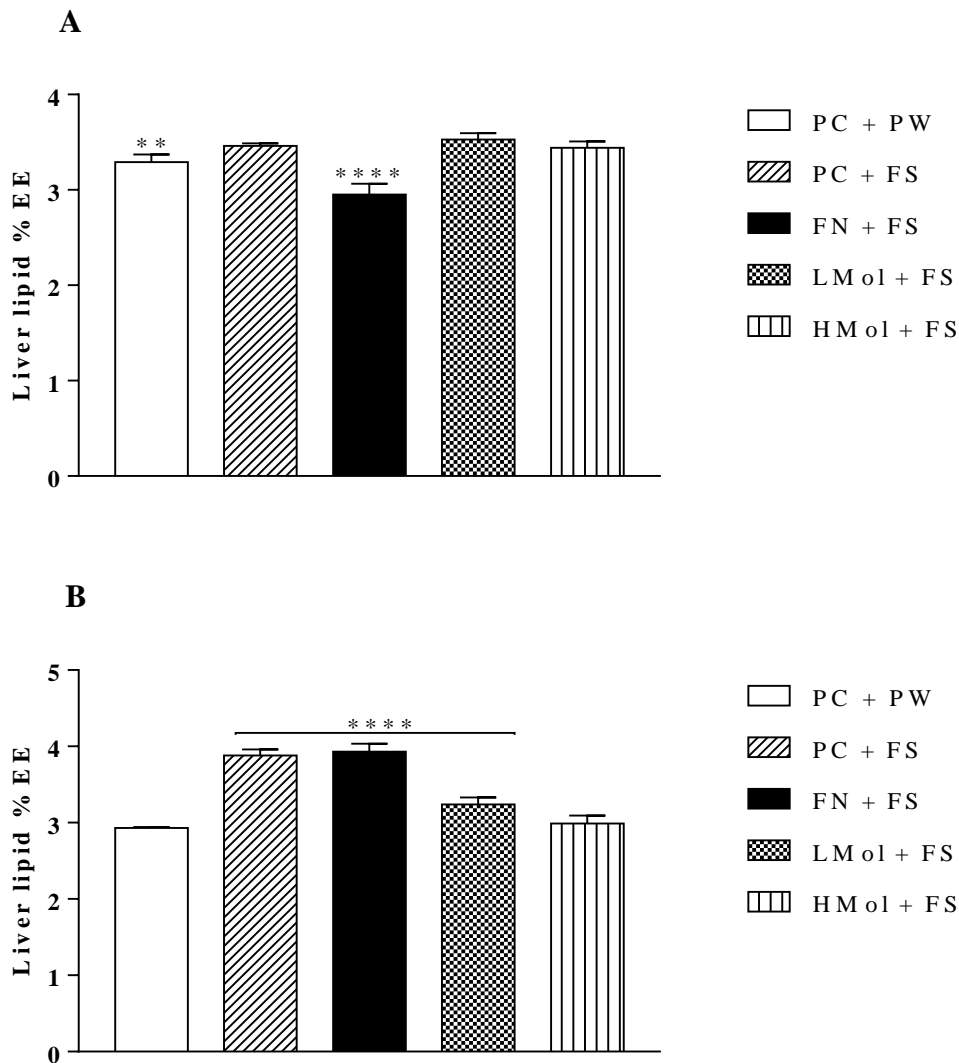 A
Liver lipid % EE
4
3
2
1
0
**
****
PC + PW
PC + FS
FN + FS
LMol + FS
HMol + FS
B
Liver lipid % EE
5
4
3
2
1
0
****
PC + PW
PC + FS
FN + FS
LMol + FS
HMol + FS